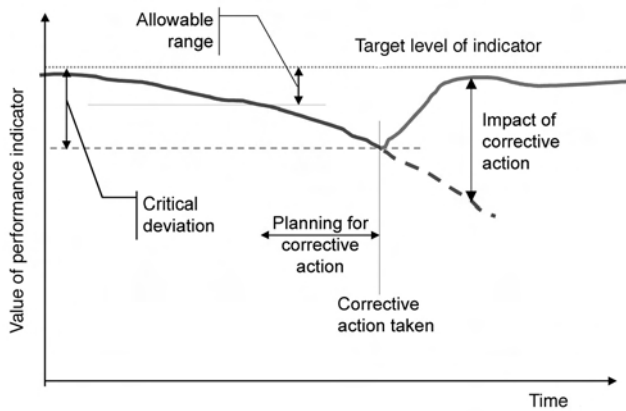 Allowable
range
Target level of indicator
Impact of
corrective
action
Critical
deviation
Planning for
corrective
action
Corrective
action taken
Value of performance indicator
Time